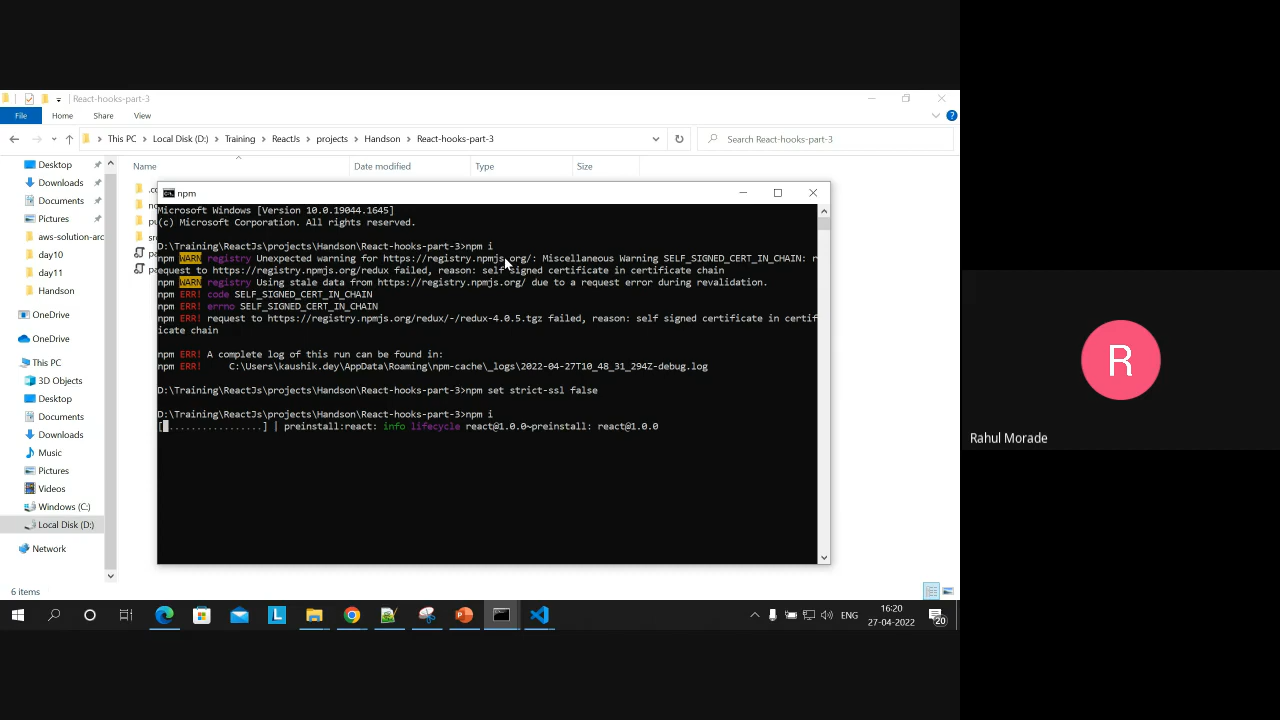 React-hooks-part-3
File
Home
Share
View
This PC
Local Disk (D:)
Training
ReactJs
projects
Handson
React-hooks-part-3
Search React-hooks-part-3
Name
Date modified
Type
Size
Desktop
Downloads
Documents
Pictures
aws-solution-arc
day10
day11
Handson
OneDrive
OneDrive
This PC
3D Objects
Desktop
Documents
Downloads
Music
Pictures
Videos
Windows (C:)
Local Disk (D:)
Network
6 items
npm
Microsoft Windows [Version 10.0.19044.1645]
(c) Microsoft Corporation. All rights reserved.
D:\Training\ReactJs\projects\Handson\React-hooks-part-3>npm i
npm WARN registry Unexpected warning for https://registry.npmjs.org/: Miscellaneous Warning SELF_SIGNED_CERT_IN_CHAIN: r
equest to https://registry.npmjs.org/redux failed, reason: self signed certificate in certificate chain
npm WARN registry Using stale data from https://registry.npmjs.org/ due to a request error during revalidation.
npm ERR! code SELF_SIGNED_CERT_IN_CHAIN
npm ERR! errno SELF_SIGNED_CERT_IN_CHAIN
npm ERR! request to https://registry.npmjs.org/redux/-/redux-4.0.5.tgz failed, reason: self signed certificate in certif
icate chain
npm ERR! A complete log of this run can be found in:
npm ERR!     C:\Users\kaushik.dey\AppData\Roaming\npm-cache\_logs\2022-04-27T10_48_31_294Z-debug.log
D:\Training\ReactJs\projects\Handson\React-hooks-part-3>npm set strict-ssl false
D:\Training\ReactJs\projects\Handson\React-hooks-part-3>npm i
[ .................] | preinstall:react: info lifecycle react@1.0.0~preinstall: react@1.0.0
ENG
16:20
27-04-2022
20
R
Rahul Morade